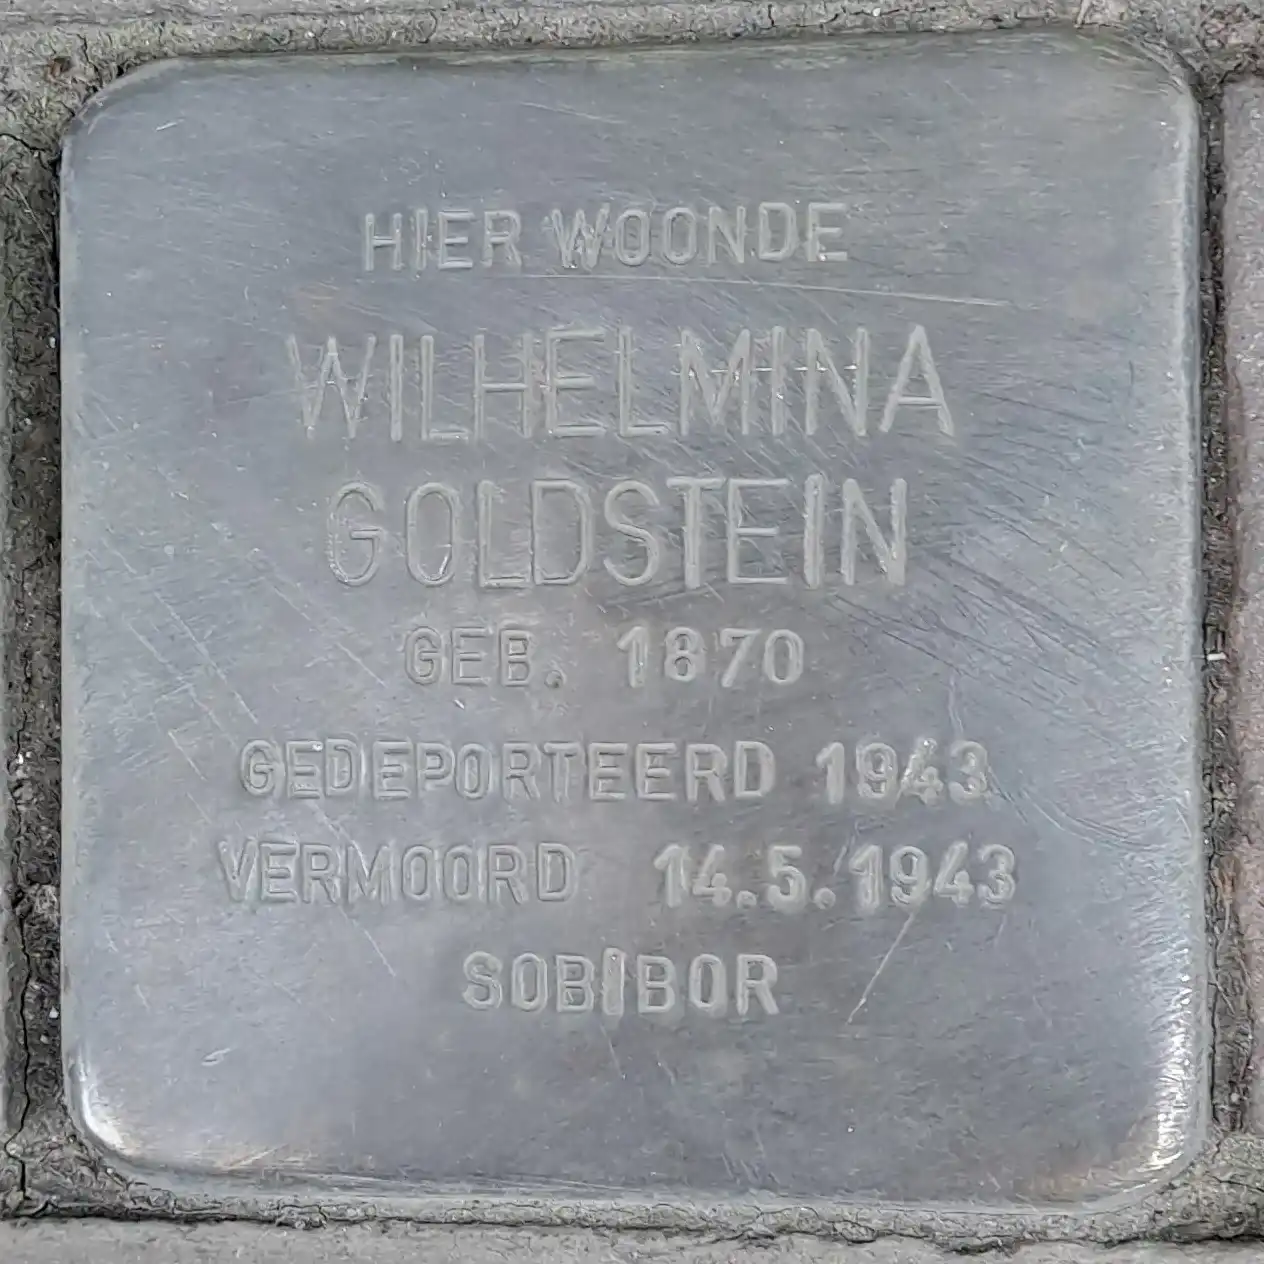 HIER WOONDE
WILHELMINA
GOLDSTEIN
GEB. 1870
GEDEPORTEERD 1943
VERMOORD 14.5.1943
SOBIBOR